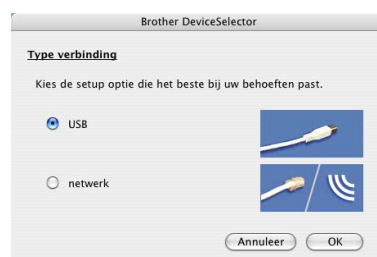 Brother DeviceSelector
Type verbinding
Kies de setup optie die het beste bij uw behoeften past.
USB
netwerk
Annuleer OK